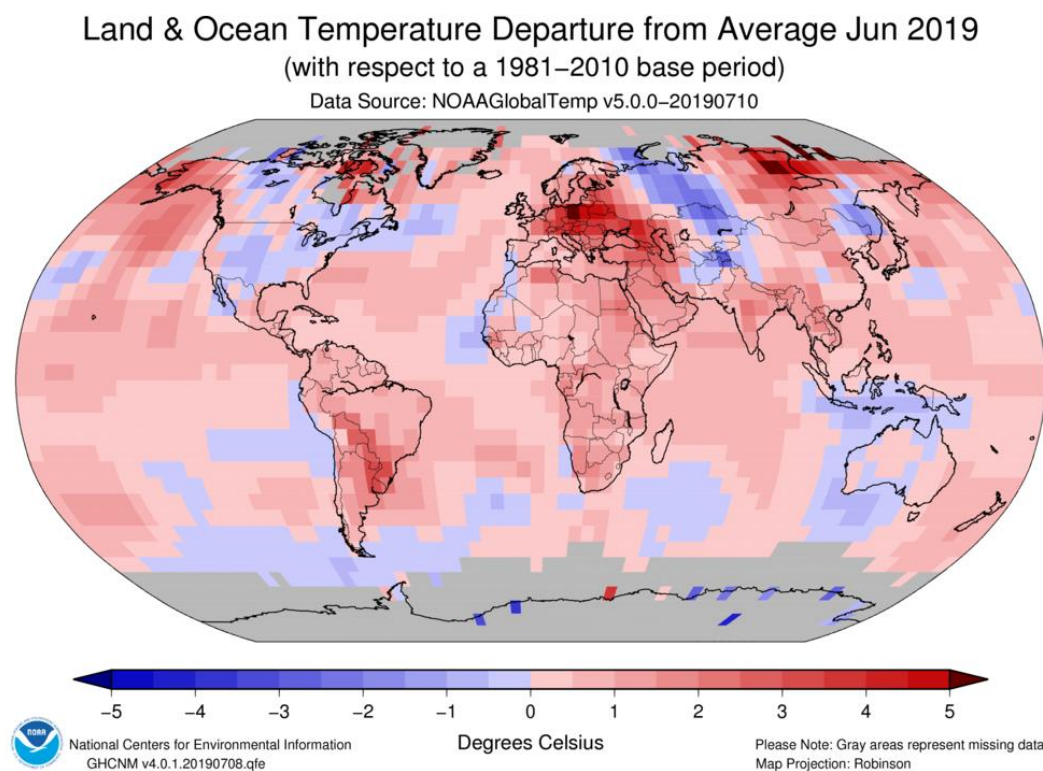 Land & Ocean Temperature Departure from Average Jun 2019
(with respect to a 1981–2010 base period)
Data Source: NOAAGlobalTemp v5.0.0–20190710
−5 −4 −3 −2 −1 0 1 2 3 4 5
Degrees Celsius
NOAA
National Centers for Environmental Information
GHCNM v4.0.1.20190708.qfe
Please Note: Gray areas represent missing data
Map Projection: Robinson